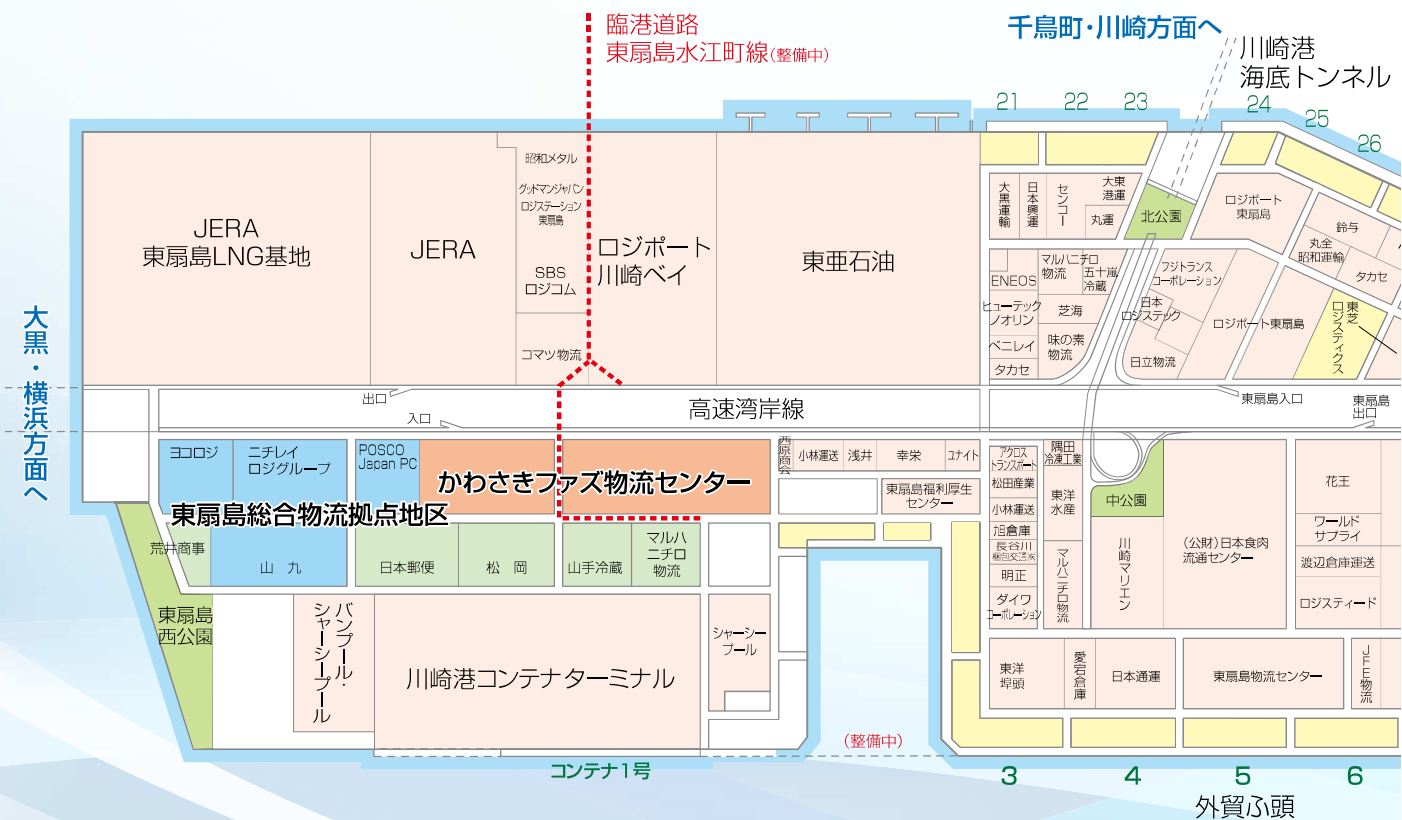 臨港道路
東扇島水江町線(整備中)
千鳥町・川崎方面へ
川崎港
海底トンネル
21
22
23
24
25
26
JERA
東扇島LNG基地
JERA
昭和メタル
グッドマンジャパン
ロジステーション
東扇島
SBS
ロジコム
コマツ物流
ロジポート
川崎ベイ
東亜石油
大黒運輸
日本興運
センコー
大東
港運
丸運
北公園
ロジポート
東扇島
鈴与
丸全
昭和運輸
タカセ
ENEOS
マルハニチロ
物流
五十嵐
冷蔵
ヒューテック
ノオリン
芝海
ベニレイ
味の素
物流
タカセ
フジトランス
コーポレーション
日本
ロジステック
日立物流
ロジポート東扇島
東芝
ロジスティクス
大黒・横浜方面へ
出口
入口
高速湾岸線
東扇島入口
東扇島
出口
ヨコロジ
ニチレイ
ロジグループ
POSCO
Japan PC
かわさきファズ物流センター
西原商会
小林運送
浅井
幸栄
ユナイト
東扇島福利厚生
センター
東扇島総合物流拠点地区
荒井商事
山九
日本郵便
松岡
山手冷蔵
マルハ
ニチロ
物流
アクロス
トランスポート
松田産業
小林運送
旭倉庫
長谷川
明正
ダイワ
コーポレーション
隅田
冷凍工業
東洋
水産
マルハニチロ物流
中公園
川崎マリエン
(公財)日本食肉
流通センター
花王
ワールド
サプライ
渡辺倉庫運送
ロジスティード
東扇島
西公園
バンプール・
シャーシープール
川崎港コンテナターミナル
シャーシー
プール
東洋
埠頭
愛宕倉庫
日本通運
東扇島物流センター
JFE物流
(整備中)
コンテナ1号
3
4
5
6
外貿ふ頭